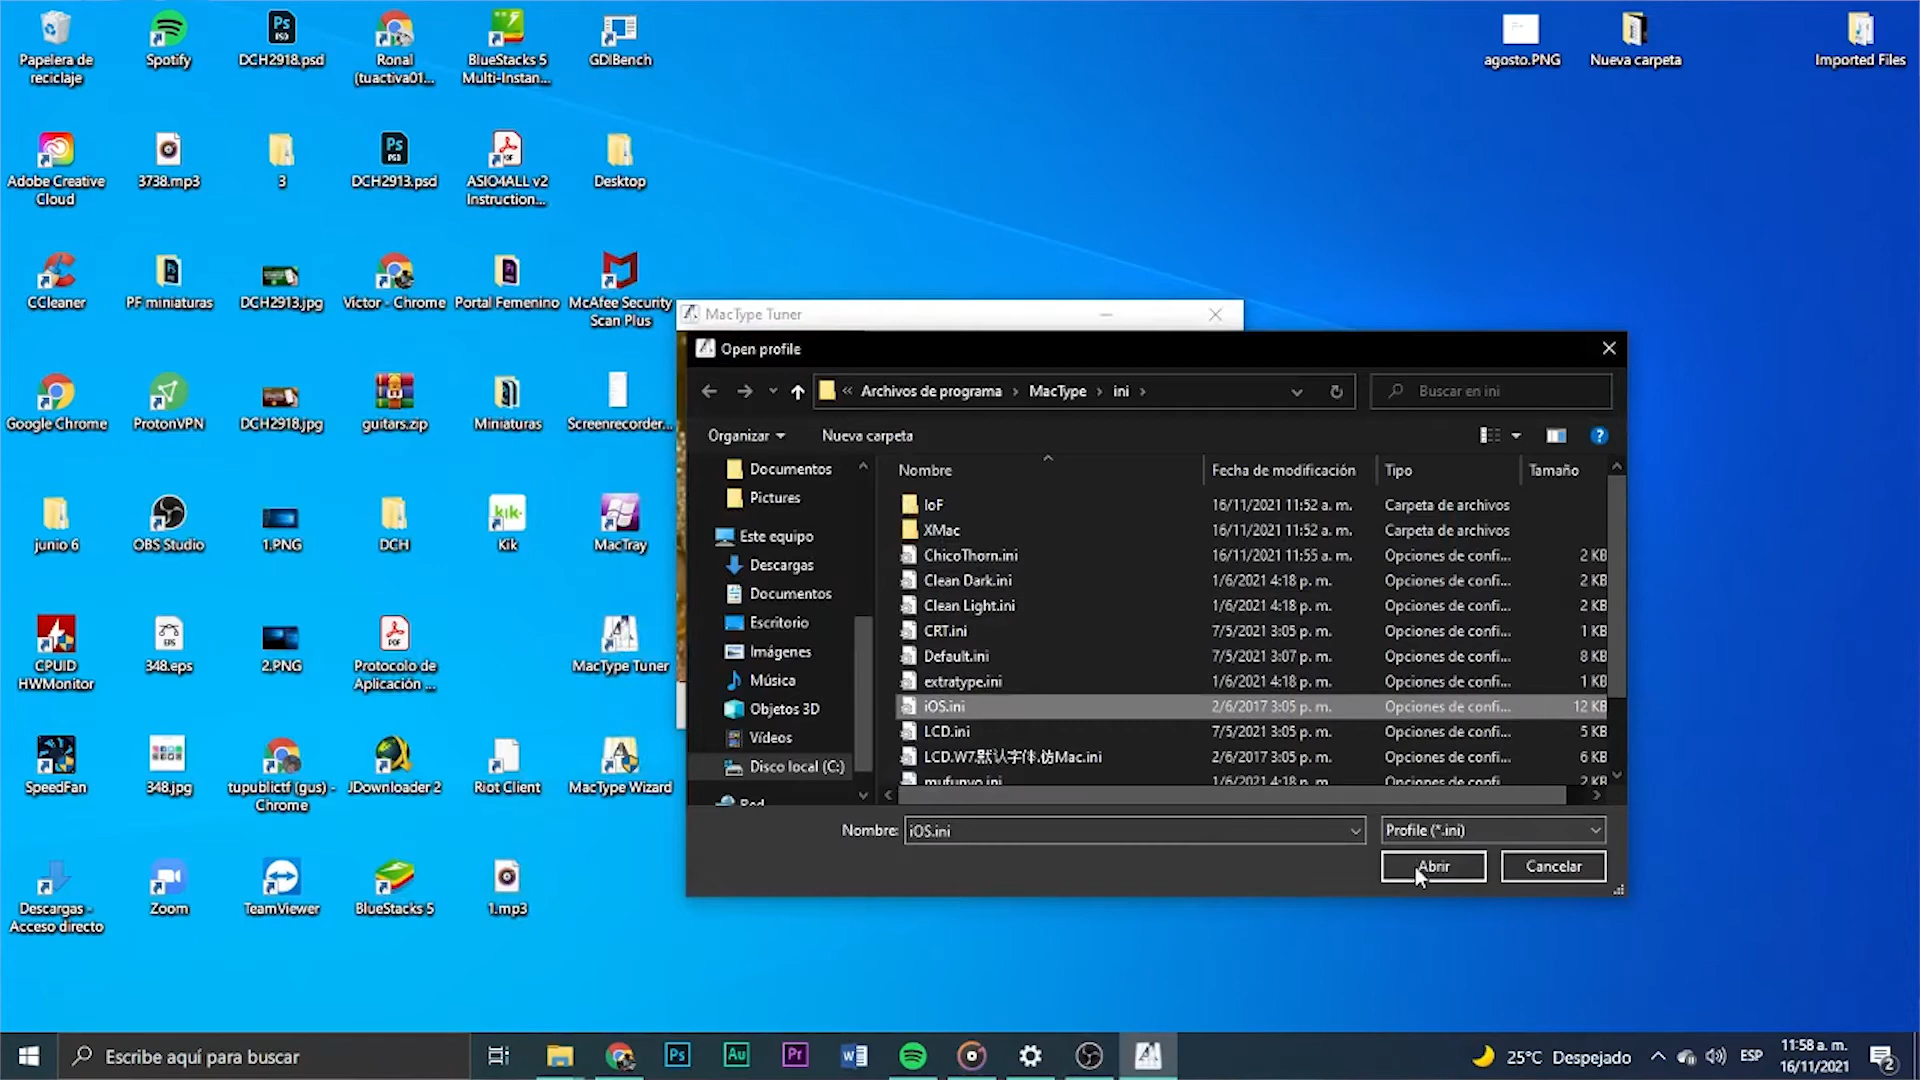 Papelera de
reciclaje
Spotify
DCH2918.psd
Ronal
(tuactiva01...
BlueStacks 5
Multi-Instan...
GDIBench
agosto.PNG
Nueva carpeta
Imported Files
Adobe Creative
Cloud
3738.mp3
3
DCH2913.psd
ASIO4ALL v2
Instruction...
Desktop
CCleaner
PF miniaturas
DCH2913.jpg
Víctor - Chrome
Portal Femenino
McAfee Security
Scan Plus
Google Chrome
ProtonVPN
DCH2918.jpg
guitars.zip
Miniaturas
Screenrecorder...
junio 6
OBS Studio
1.PNG
DCH
Kik
MacTray
CPUID
HWMonitor
348.eps
2.PNG
Protocolo de
Aplicación ...
MacType Tuner
SpeedFan
348.jpg
tupublictf (gus) -
Chrome
JDownloader 2
Riot Client
MacType Wizard
Descargas -
Acceso directo
Zoom
TeamViewer
BlueStacks 5
1.mp3
MacType Tuner
Open profile
« Archivos de programa > MacType > ini >
Buscar en ini
Organizar
Nueva carpeta
Documentos
Pictures
Este equipo
Descargas
Documentos
Escritorio
Imágenes
Música
Objetos 3D
Vídeos
Disco local (C:)
Red
Nombre Fecha de modificación Tipo Tamaño
IoF 16/11/2021 11:52 a. m. Carpeta de archivos
XMac 16/11/2021 11:52 a. m. Carpeta de archivos
ChicoThorn.ini 16/11/2021 11:55 a. m. Opciones de confi... 2 KB
Clean Dark.ini 1/6/2021 4:18 p. m. Opciones de confi... 2 KB
Clean Light.ini 1/6/2021 4:18 p. m. Opciones de confi... 2 KB
CRT.ini 7/5/2021 3:05 p. m. Opciones de confi... 1 KB
Default.ini 7/5/2021 3:07 p. m. Opciones de confi... 8 KB
extratype.ini 1/6/2021 4:18 p. m. Opciones de confi... 1 KB
iOS.ini 2/6/2017 3:05 p. m. Opciones de confi... 12 KB
LCD.ini 7/5/2021 3:05 p. m. Opciones de confi... 5 KB
LCD.W7.默认字体.仿Mac.ini 2/6/2017 3:05 p. m. Opciones de confi... 6 KB
mufunyo.ini 1/6/2021 4:18 p. m. Opciones de confi... 2 KB
Nombre: iOS.ini
Profile (*.ini)
Abrir
Cancelar
Escribe aquí para buscar
25°C Despejado
ESP
11:58 a. m.
16/11/2021
2